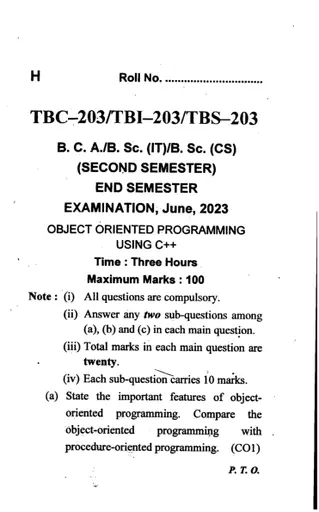 H Roll No. ..............................
TBC–203/TBI–203/TBS–203
B. C. A./B. Sc. (IT)/B. Sc. (CS)
(SECOND SEMESTER)
END SEMESTER
EXAMINATION, June, 2023
OBJECT ORIENTED PROGRAMMING
USING C++
Time : Three Hours
Maximum Marks : 100
Note : (i) All questions are compulsory.
(ii) Answer any two sub-questions among
(a), (b) and (c) in each main question.
(iii) Total marks in each main question are
twenty.
(iv) Each sub-question carries 10 marks.
(a) State the important features of object-
oriented programming. Compare the
object-oriented programming with
procedure-oriented programming. (CO1)
P. T. O.